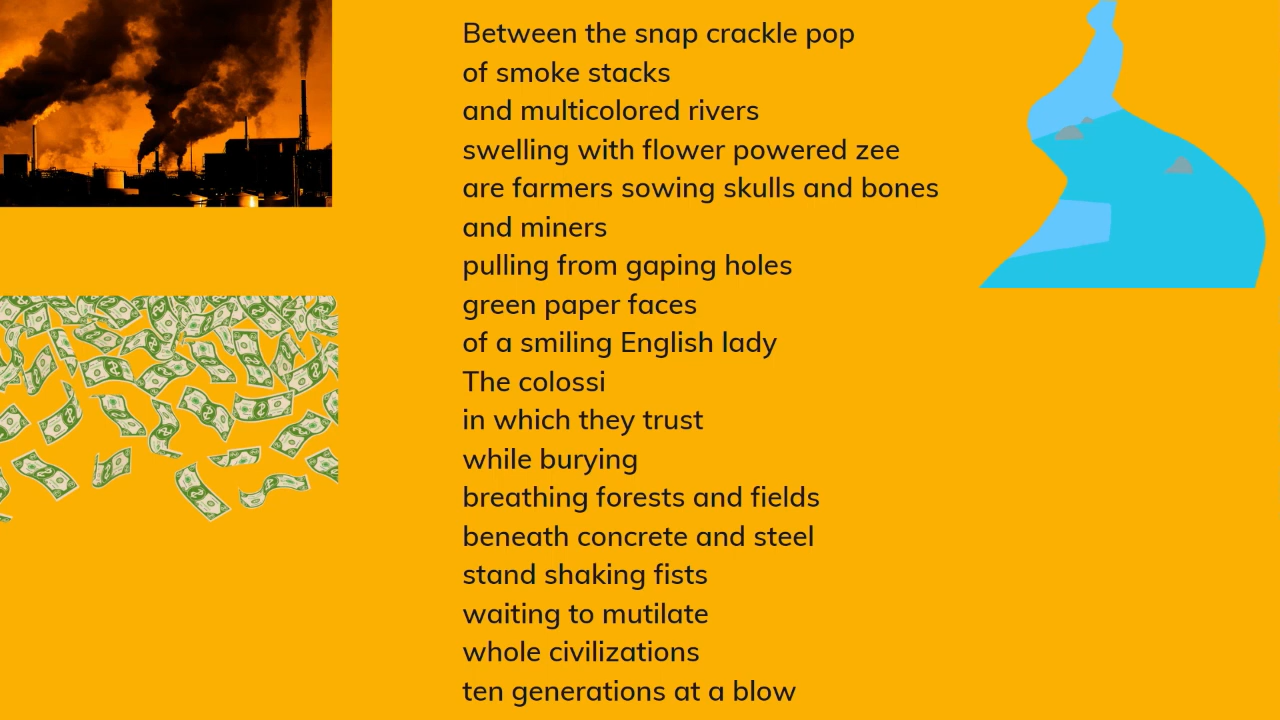 Between the snap crackle pop
of smoke stacks
and multicolored rivers
swelling with flower powered zee
are farmers sowing skulls and bones
and miners
pulling from gaping holes
green paper faces
of a smiling English lady
The colossi
in which they trust
while burying
breathing forests and fields
beneath concrete and steel
stand shaking fists
waiting to mutilate
whole civilizations
ten generations at a blow